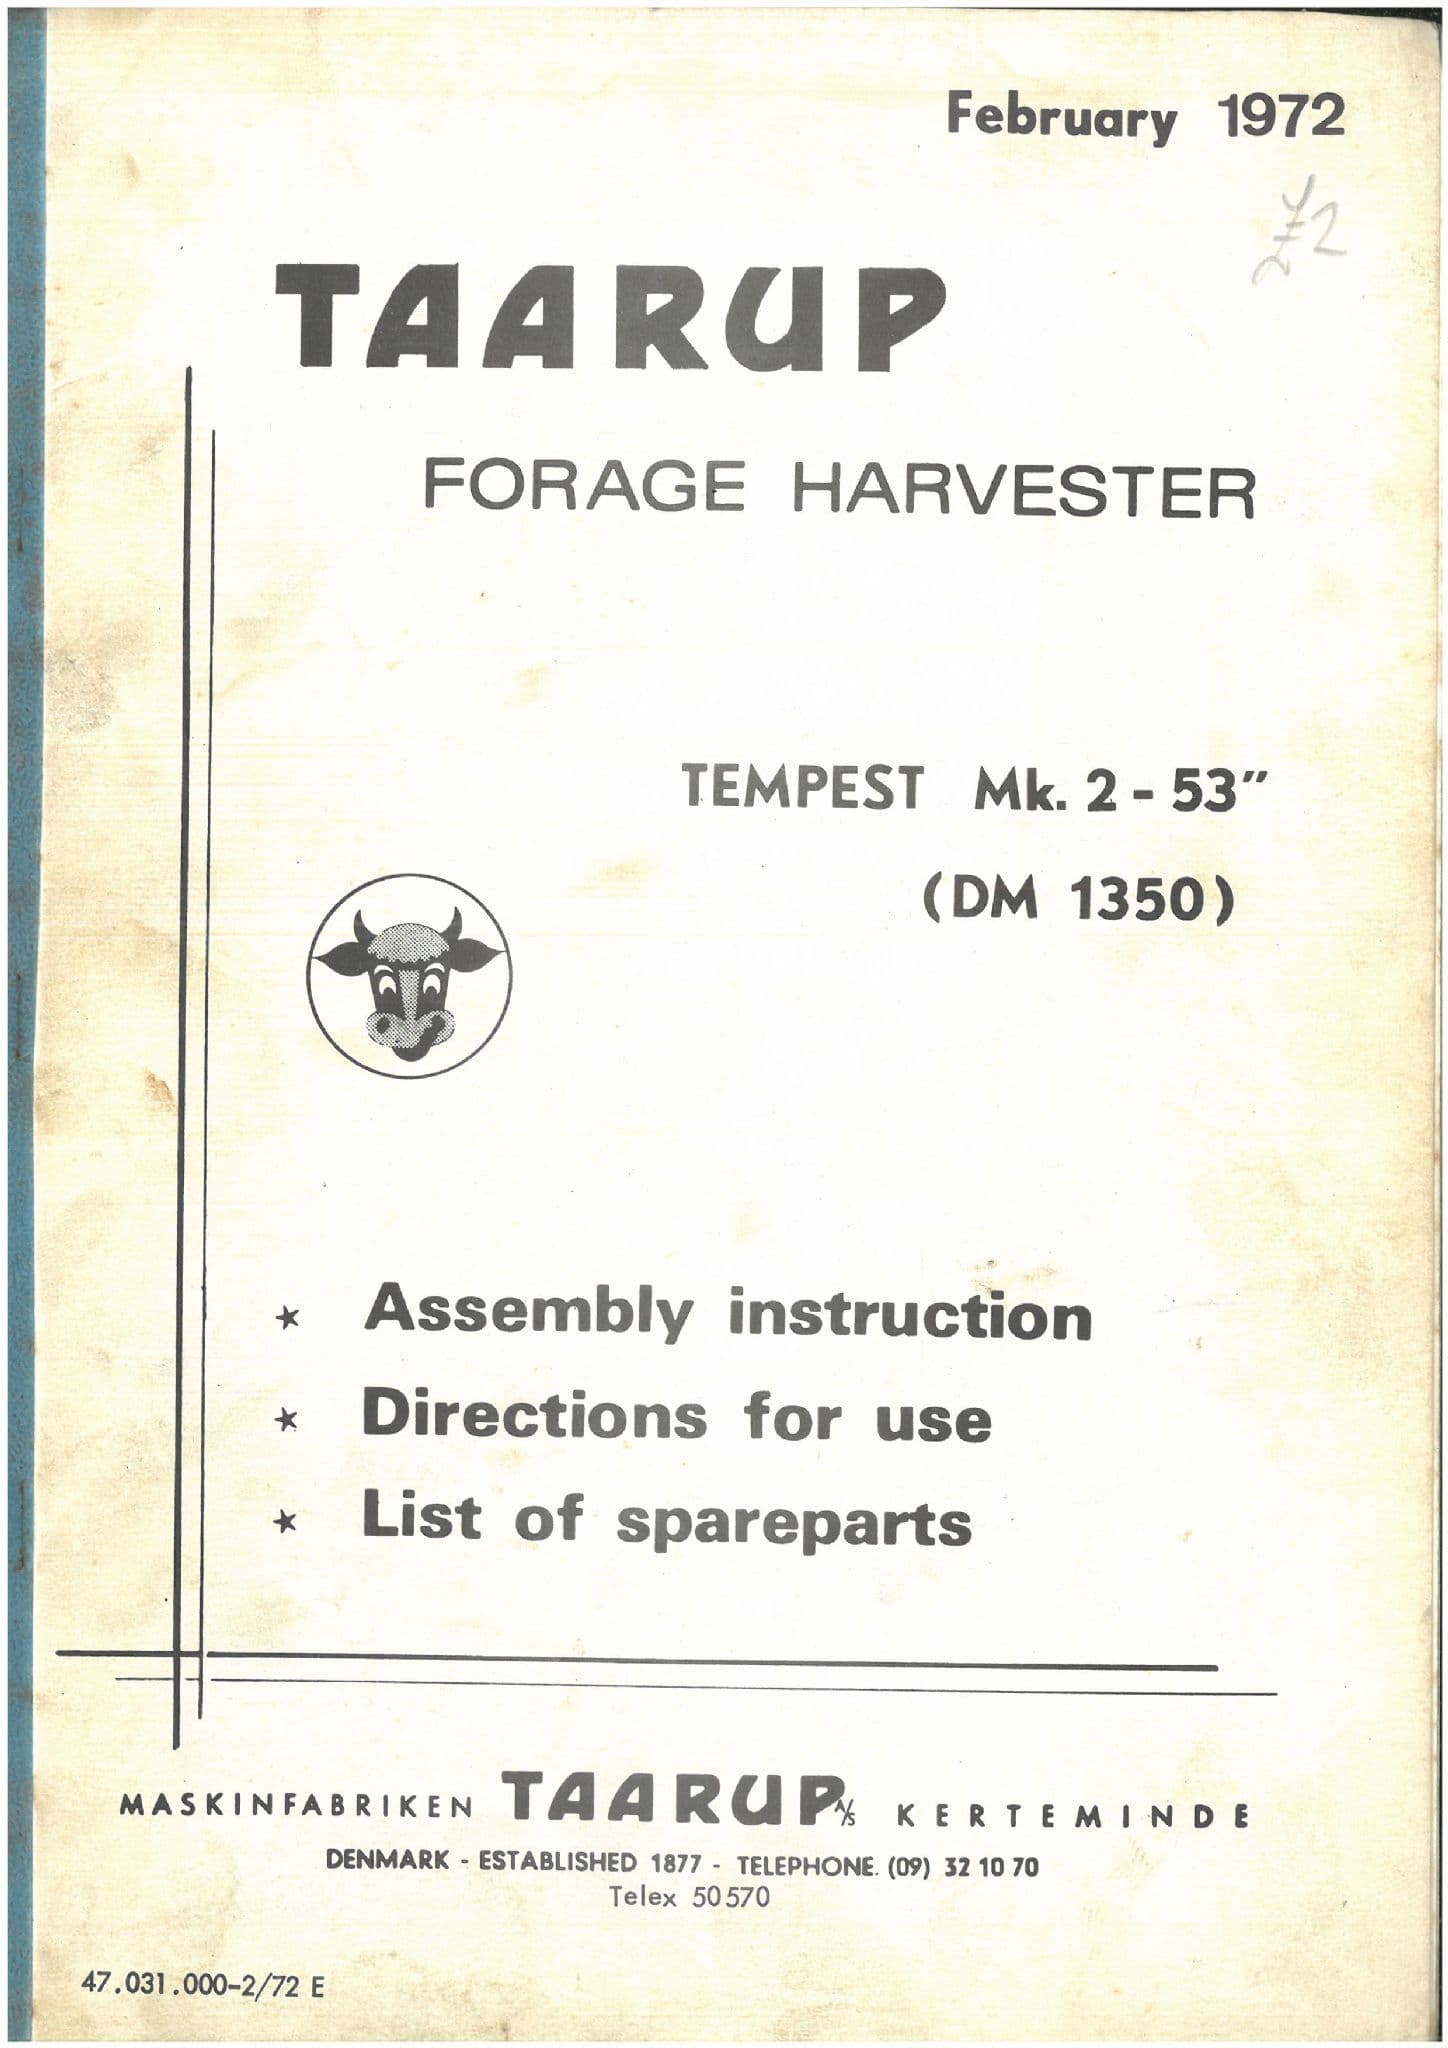 February 1972
£2
TAARUP
FORAGE HARVESTER
TEMPEST Mk. 2 - 53"
(DM 1350)
★ Assembly instruction
★ Directions for use
★ List of spareparts
MASKINFABRIKEN TAARUP A/S KERTEMINDE
DENMARK - ESTABLISHED 1877 - TELEPHONE. (09) 32 10 70
Telex 50570
47.031.000-2/72 E